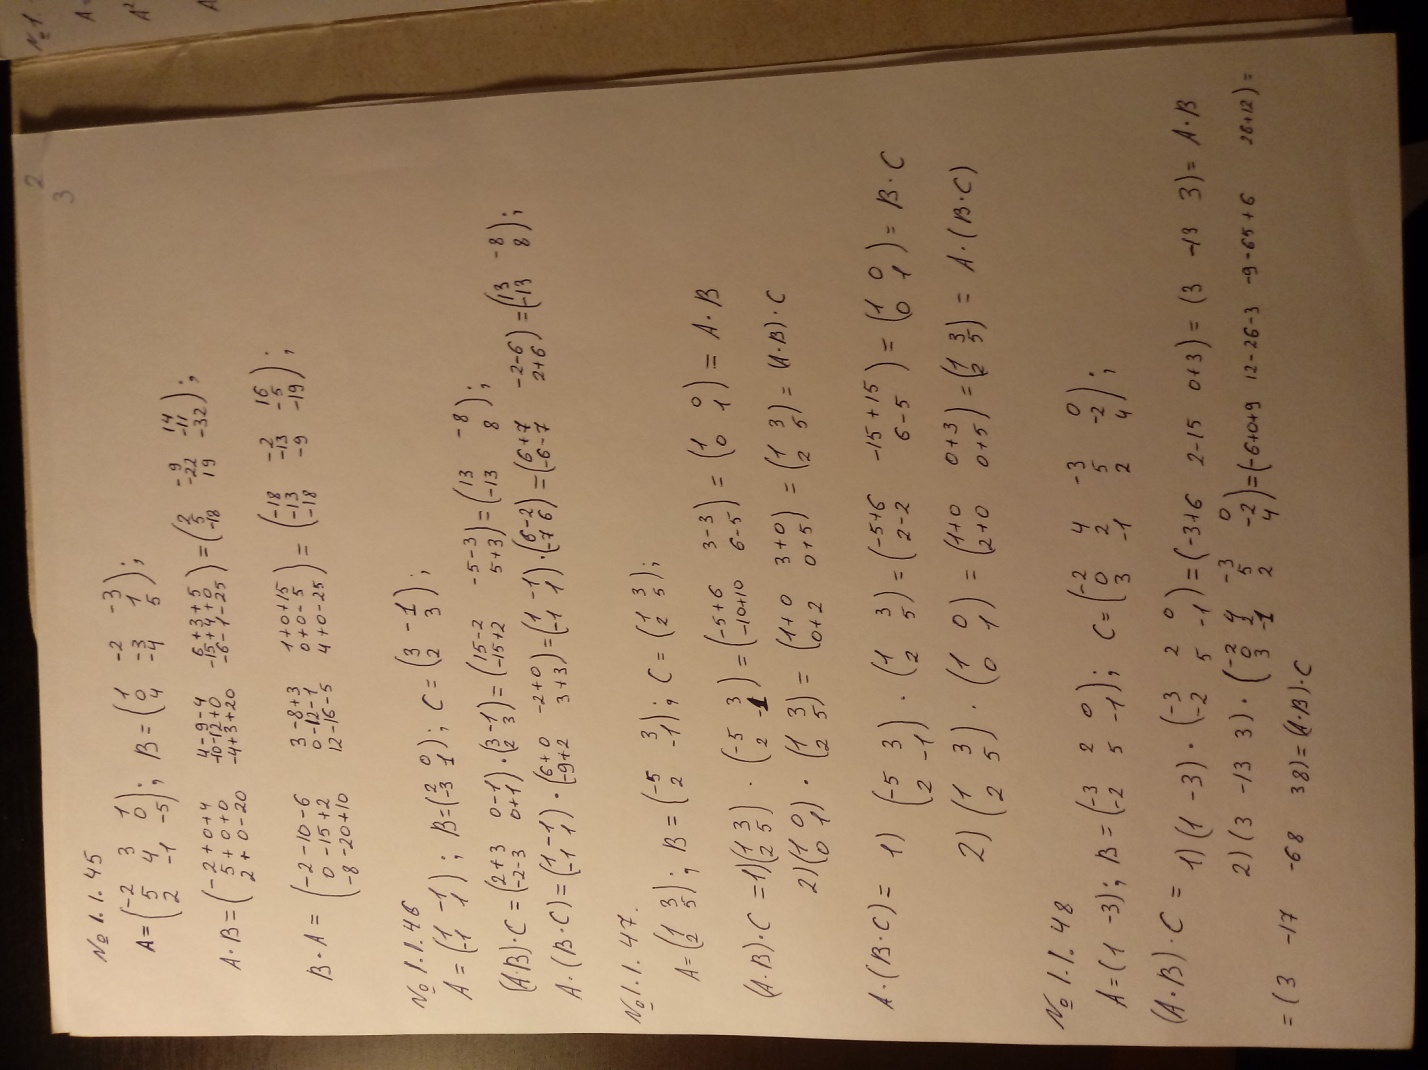 2
3
№ 1.1.45
A = (-2 3 1
5 4 0
2 -1 -5); B = (1 -2 -3
0 -3 1
4 -4 5);
A·B = (-2+0+4 4-9-4 6+3+5
5+0+0 -10-12+0 -15+4+0
2+0-20 -4+3+20 -6-1-25) = (2 -9 14
5 -22 -11
-18 19 -32);
B·A = (-2-10-6 3-8+3 1+0+15
0-15+2 0-12-1 0+0-5
-8-20+10 12-16-5 4+0-25) = (-18 -2 16
-13 -13 -5
-18 -9 -19);
№ 1.1.46
A = (1 -1
-1 1); B = (2 0
-3 1); C = (3 -1
2 3);
(A·B)·C = (2+3 0-1
-2-3 0+1)·(3 -1
2 3) = (15-2 -5-3
-15+2 5+3) = (13 -8
-13 8);
A·(B·C) = (1 -1
-1 1)·(6+0 -2+0
-9+2 3+3) = (1 -1
-1 1)·(6 -2
-7 6) = (6+7 -2-6
-6-7 2+6) = (13 -8
-13 8);
№ 1.1.47.
A = (1 3
2 5); B = (-5 3
2 -1); C = (1 3
2 5);
(A·B)·C = 1)(1 3
2 5)·(-5 3
2 -1) = (-5+6 3-3
-10+10 6-5) = (1 0
0 1) = A·B
2)(1 0
0 1)·(1 3
2 5) = (1+0 3+0
0+2 0+5) = (1 3
2 5) = (A·B)·C
A·(B·C) = 1) (-5 3
2 -1)·(1 3
2 5) = (-5+6 -15+15
2-2 6-5) = (1 0
0 1) = B·C
2) (1 3
2 5)·(1 0
0 1) = (1+0 0+3
2+0 0+5) = (1 3
2 5) = A·(B·C)
№ 1.1.48
A = (1 -3); B = (-3 2 0
-2 5 -1); C = (-2 4 -3 0
0 2 5 -2
3 -1 2 4);
(A·B)·C = 1)(1 -3)·(-3 2 0
-2 5 -1) = (-3+6 2-15 0+3) = (3 -13 3) = A·B
2)(3 -13 3)·(-2 4 -3 0
0 2 5 -2
3 -1 2 4) = (-6+0+9 12-26-3 -9-65+6 26+12) =
= (3 -17 -68 38) = (A·B)·C